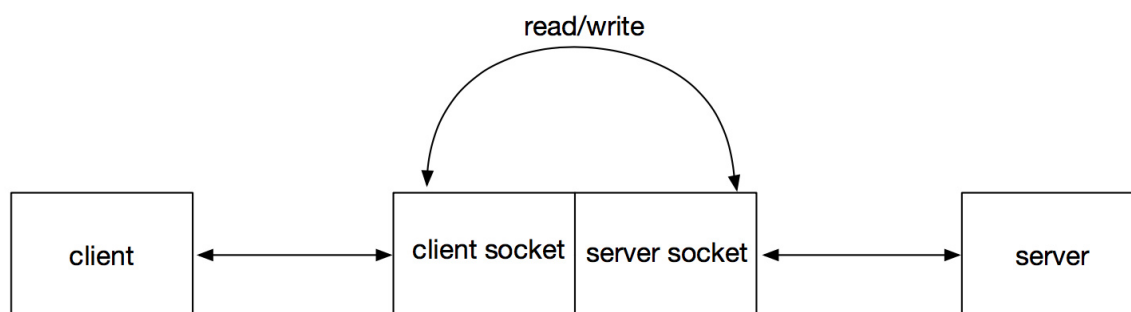 read/write
client
client socket
server socket
server